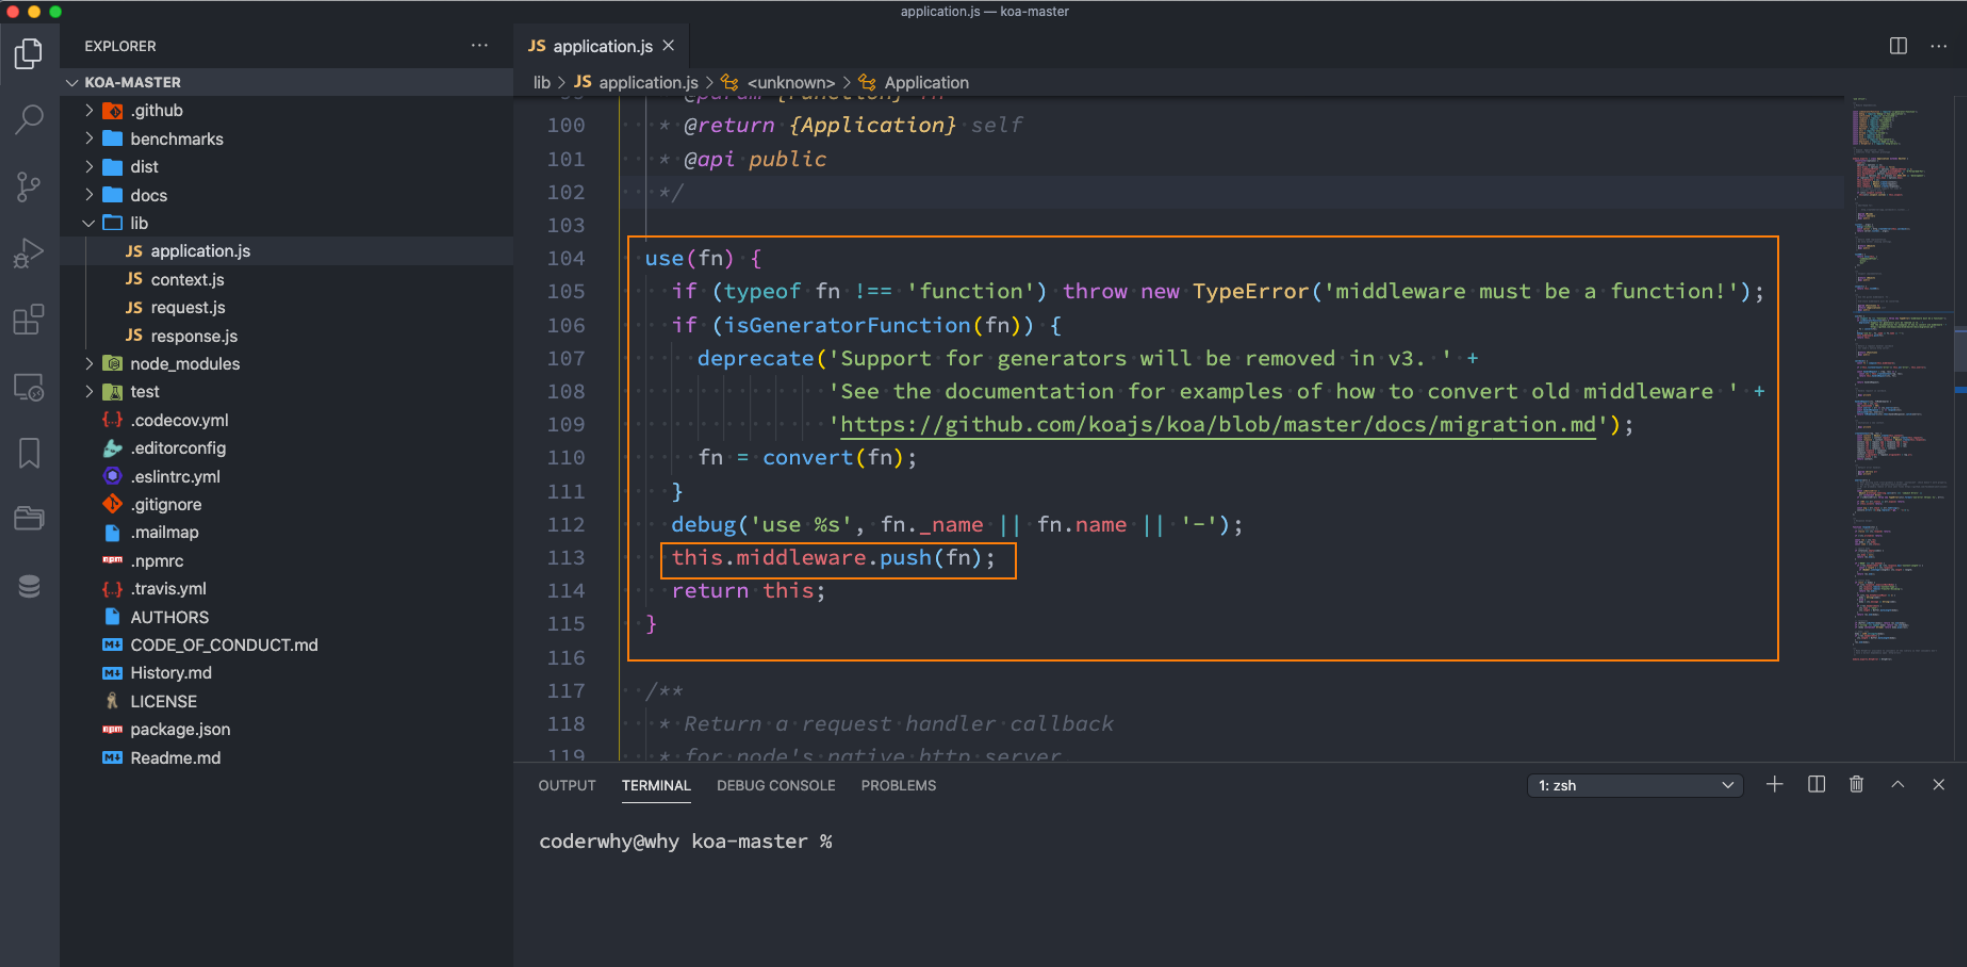 application.js — koa-master
EXPLORER
KOA-MASTER
.github
benchmarks
dist
docs
lib
JS application.js
JS context.js
JS request.js
JS response.js
node_modules
test
.codecov.yml
.editorconfig
.eslintrc.yml
.gitignore
.mailmap
.npmrc
.travis.yml
AUTHORS
CODE_OF_CONDUCT.md
History.md
LICENSE
package.json
Readme.md
JS application.js
lib > JS application.js > <unknown> > Application
99 * @param {Function} fn
100 * @return {Application} self
101 * @api public
102 */
103
104 use(fn) {
105 if (typeof fn !== 'function') throw new TypeError('middleware must be a function!');
106 if (isGeneratorFunction(fn)) {
107 deprecate('Support for generators will be removed in v3. ' +
108 'See the documentation for examples of how to convert old middleware ' +
109 'https://github.com/koajs/koa/blob/master/docs/migration.md');
110 fn = convert(fn);
111 }
112 debug('use %s', fn._name || fn.name || '-');
113 this.middleware.push(fn);
114 return this;
115 }
116
117 /**
118 * Return a request handler callback
119 * for node's native http server
OUTPUT TERMINAL DEBUG CONSOLE PROBLEMS 1: zsh
coderwhy@why koa-master %